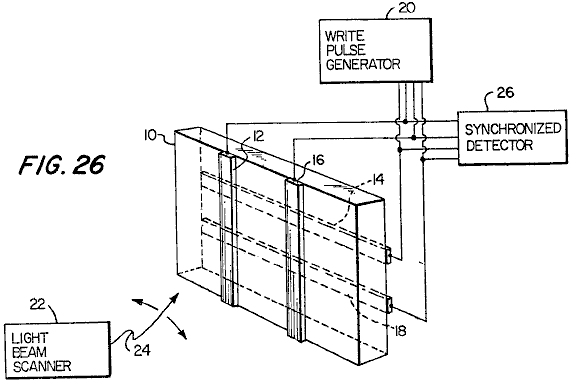 20
WRITE
PULSE
GENERATOR
26
SYNCHRONIZED
DETECTOR
10
12
16
14
FIG. 26
18
22
LIGHT
BEAM
SCANNER
24